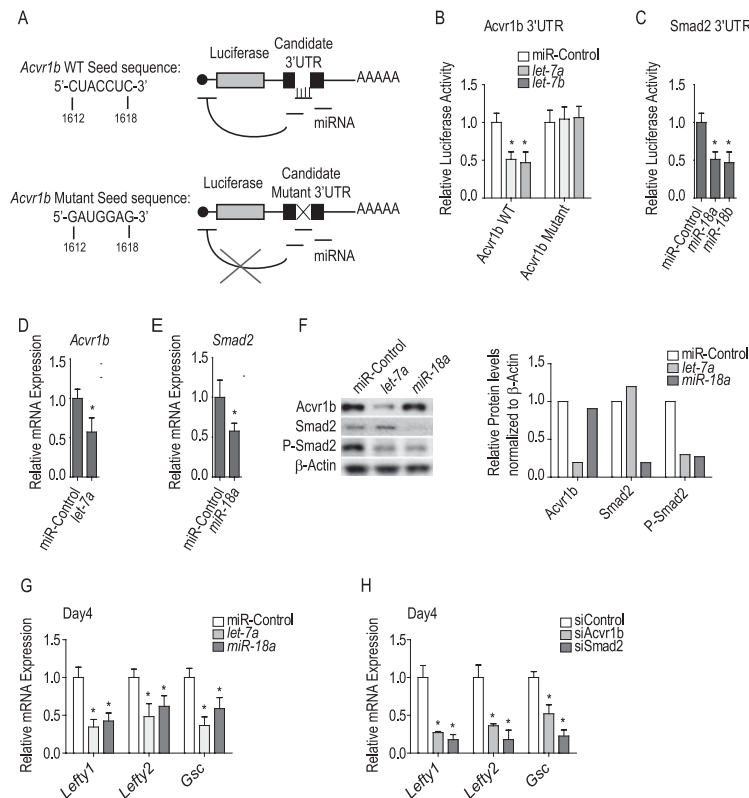 A
Acvr1b WT Seed sequence:
5'-CUACCUC-3'
1612 1618
Luciferase
Candidate
3'UTR
AAAAA
miRNA
Acvr1b Mutant Seed sequence:
5'-GAUGGAG-3'
1612 1618
Luciferase
Candidate
Mutant 3'UTR
AAAAA
miRNA
B
Acvr1b 3'UTR
miR-Control
let-7a
let-7b
Relative Luciferase Activity
1.5
1.0
0.5
0.0
* *
Acvr1b WT
Acvr1b Mutant
C
Smad2 3'UTR
Relative Luciferase Activity
1.5
1.0
0.5
0.0
* *
miR-Control
miR-18a
miR-18b
D
Acvr1b
Relative mRNA Expression
1.5
1.0
0.5
0.0
*
miR-Control
let-7a
E
Smad2
Relative mRNA Expression
1.5
1.0
0.5
0.0
*
miR-Control
miR-18a
F
miR-Control
let-7a
miR-18a
Acvr1b
Smad2
P-Smad2
β-Actin
Relative Protein levels
normalized to β-Actin
1.5
1.0
0.5
0.0
miR-Control
let-7a
miR-18a
Acvr1b
Smad2
P-Smad2
G
Day4
miR-Control
let-7a
miR-18a
Relative mRNA Expression
1.5
1.0
0.5
0.0
* * * * * *
Lefty1
Lefty2
Gsc
H
Day4
siControl
siAcvr1b
siSmad2
Relative mRNA Expression
1.5
1.0
0.5
0.0
* * * * * *
Lefty1
Lefty2
Gsc